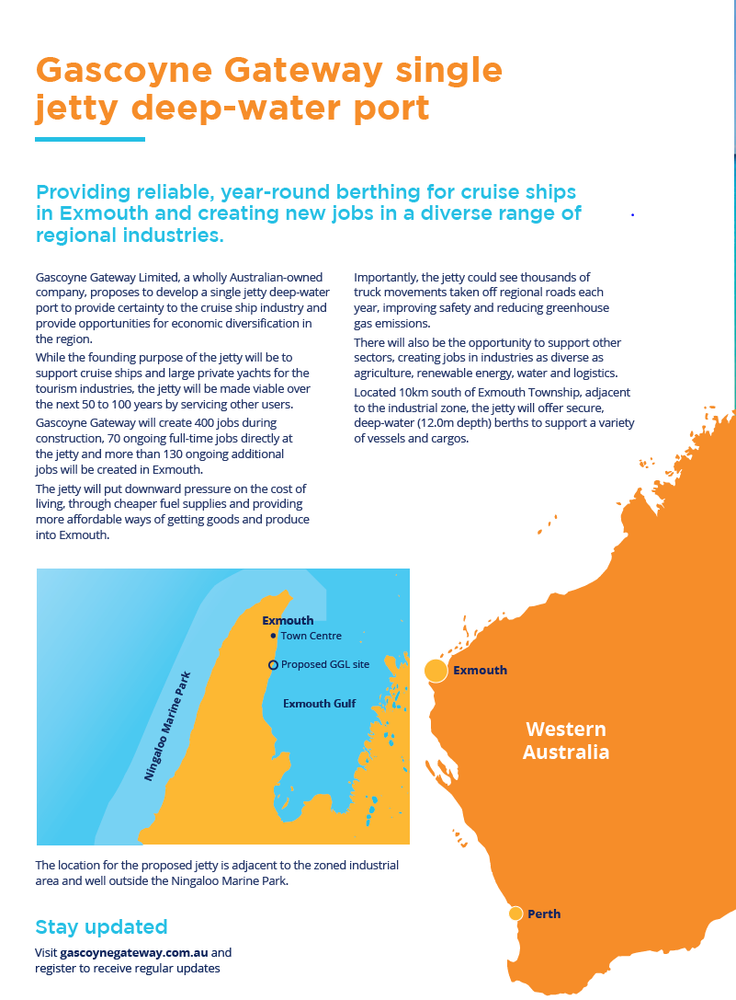 Gascoyne Gateway single
jetty deep-water port
Providing reliable, year-round berthing for cruise ships
in Exmouth and creating new jobs in a diverse range of
regional industries.
Gascoyne Gateway Limited, a wholly Australian-owned
company, proposes to develop a single jetty deep-water
port to provide certainty to the cruise ship industry and
provide opportunities for economic diversification in
the region.
While the founding purpose of the jetty will be to
support cruise ships and large private yachts for the
tourism industries, the jetty will be made viable over
the next 50 to 100 years by servicing other users.
Gascoyne Gateway will create 400 jobs during
construction, 70 ongoing full-time jobs directly at
the jetty and more than 130 ongoing additional
jobs will be created in Exmouth.
The jetty will put downward pressure on the cost of
living, through cheaper fuel supplies and providing
more affordable ways of getting goods and produce
into Exmouth.
Importantly, the jetty could see thousands of
truck movements taken off regional roads each
year, improving safety and reducing greenhouse
gas emissions.
There will also be the opportunity to support other
sectors, creating jobs in industries as diverse as
agriculture, renewable energy, water and logistics.
Located 10km south of Exmouth Township, adjacent
to the industrial zone, the jetty will offer secure,
deep-water (12.0m depth) berths to support a variety
of vessels and cargos.
Exmouth
Town Centre
Proposed GGL site
Exmouth Gulf
Ningaloo Marine Park
Exmouth
Western
Australia
Perth
The location for the proposed jetty is adjacent to the zoned industrial
area and well outside the Ningaloo Marine Park.
Stay updated
Visit gascoynegateway.com.au and
register to receive regular updates